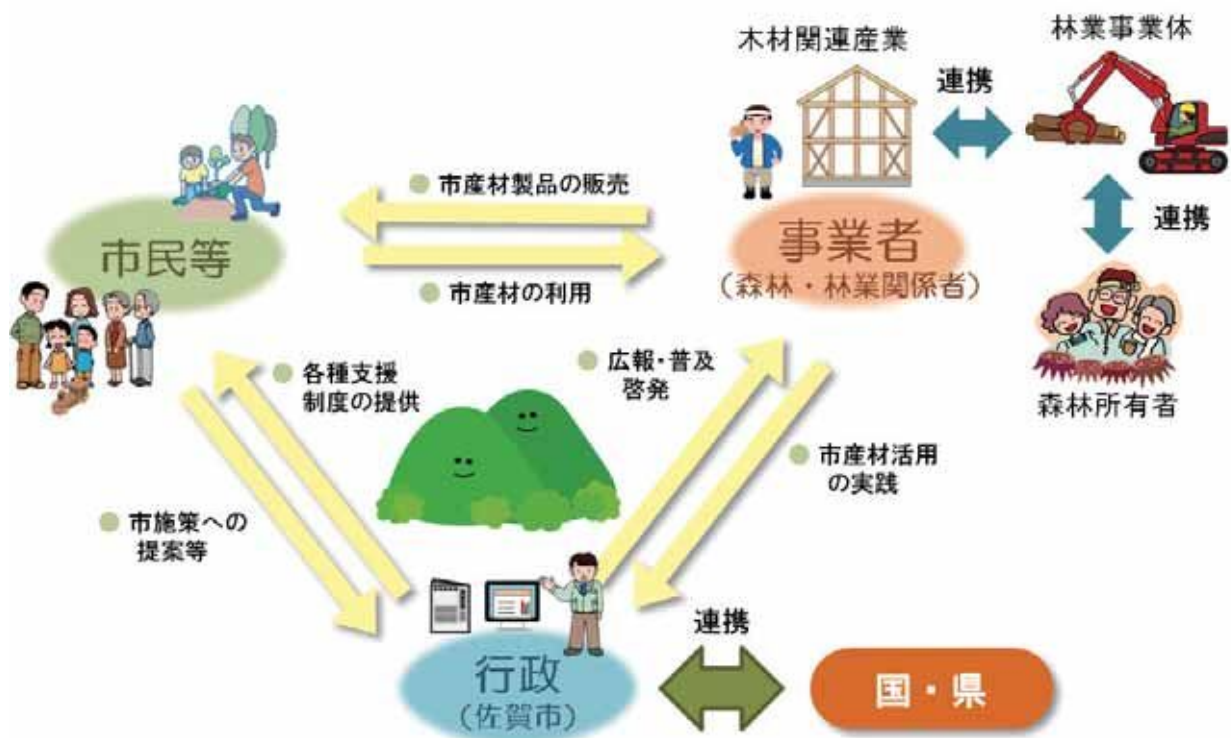 木材関連産業
林業事業体
連携
● 市産材製品の販売
連携
市民等
事業者
(森林・林業関係者)
● 市産材の利用
● 各種支援
制度の提供
● 広報・普及
啓発
森林所有者
● 市産材活用
の実践
● 市施策への
提案等
連携
行政
(佐賀市)
国・県